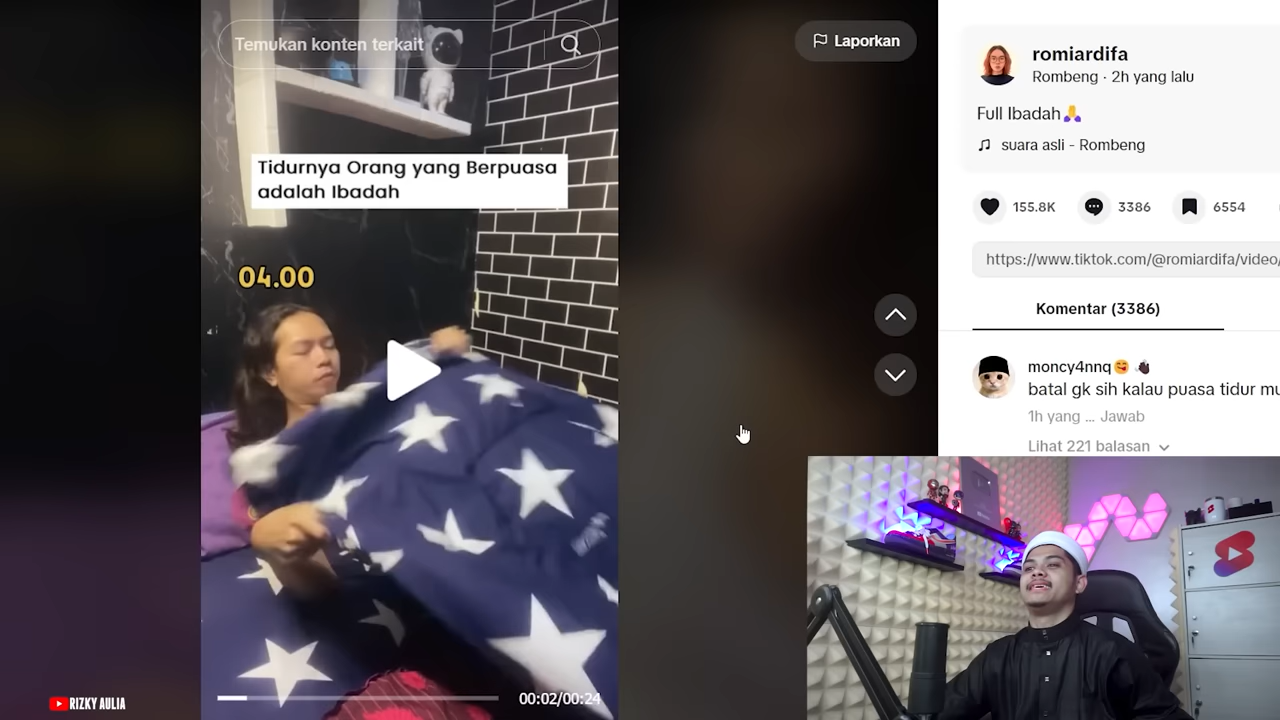 Temukan konten terkait
Laporkan
Tidurnya Orang yang Berpuasa
adalah Ibadah
04.00
00:02/00:24
RIZKY AULIA
romiardifa
Rombeng · 2h yang lalu
Full Ibadah🙏
suara asli - Rombeng
155.8K
3386
6554
https://www.tiktok.com/@romiardifa/video/
Komentar (3386)
moncy4nnq😋
batal gk sih kalau puasa tidur mu
1h yang ... Jawab
Lihat 221 balasan